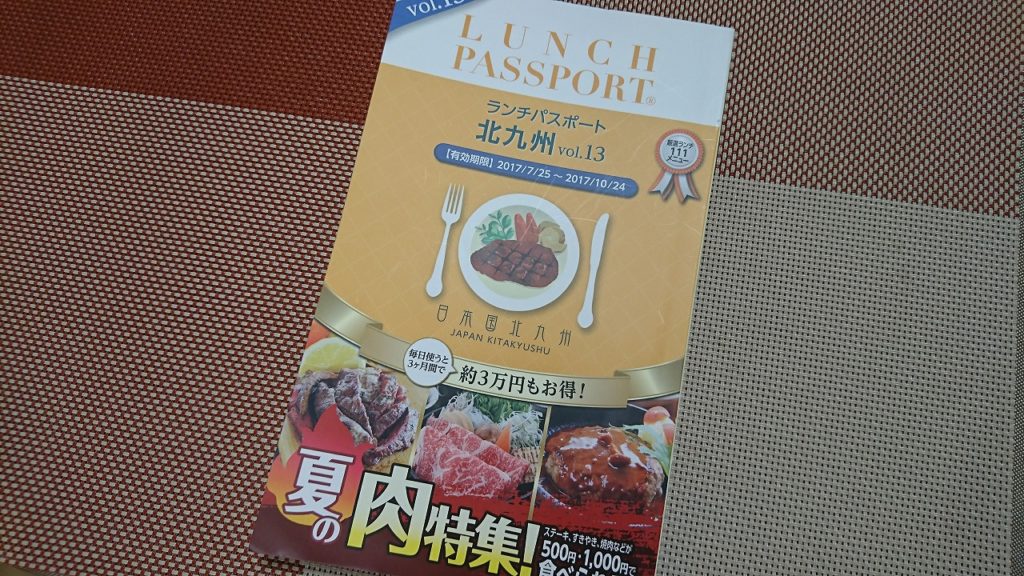 vol.13
LUNCH
PASSPORT®
ランチパスポート
北九州 vol.13
【有効期限】2017/7/25～2017/10/24
厳選ランチ
111
メニュー
日本国北九州
JAPAN KITAKYUSHU
毎日使うと
3ヶ月間で
約3万円もお得!
夏の肉特集!
ステーキ、すきやき、焼肉などが
500円・1,000円で